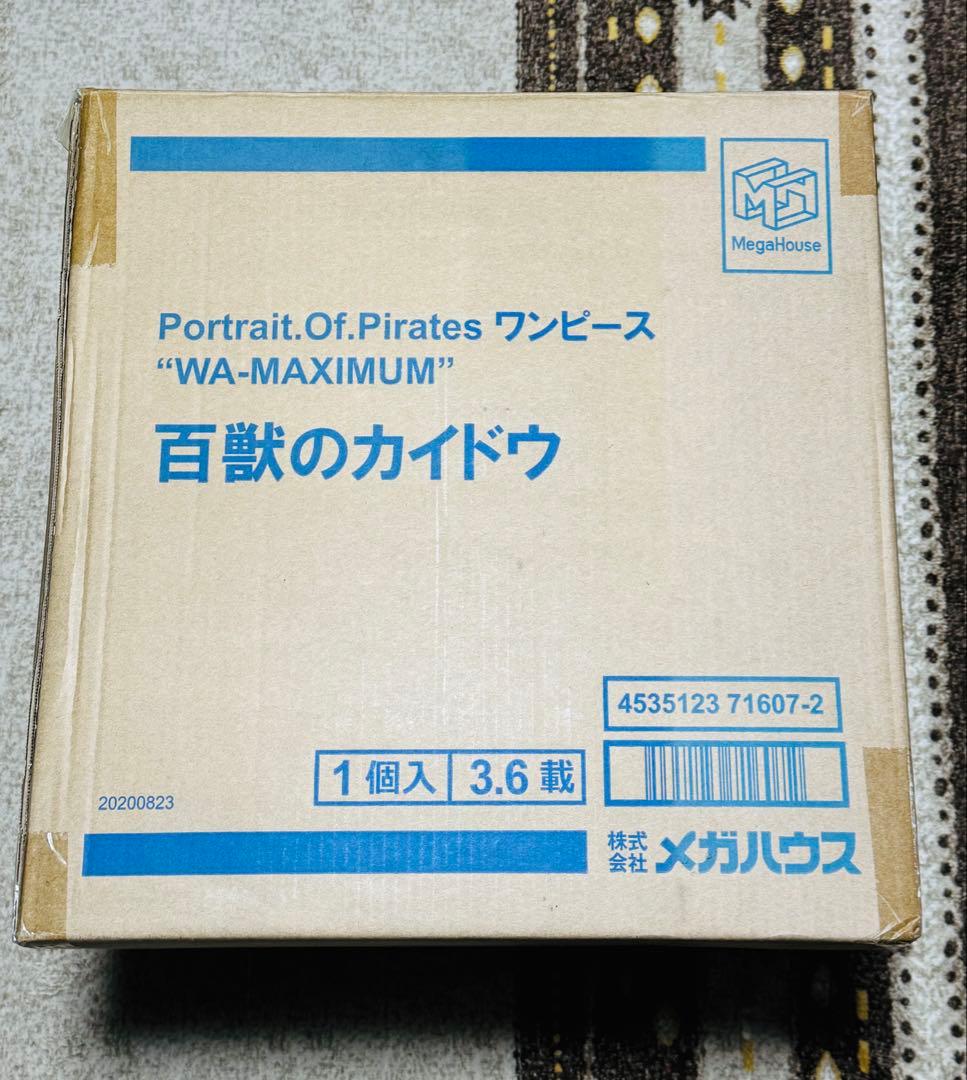 MegaHouse
Portrait.Of.Pirates ワンピース
“WA-MAXIMUM”
百獣のカイドウ
4535123 71607-2
1個入 3.6載
20200823
株式会社 メガハウス